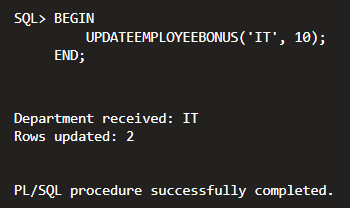 SQL> BEGIN
UPDATEEMPLOYEEBONUS('IT', 10);
END;
Department received: IT
Rows updated: 2
PL/SQL procedure successfully completed.